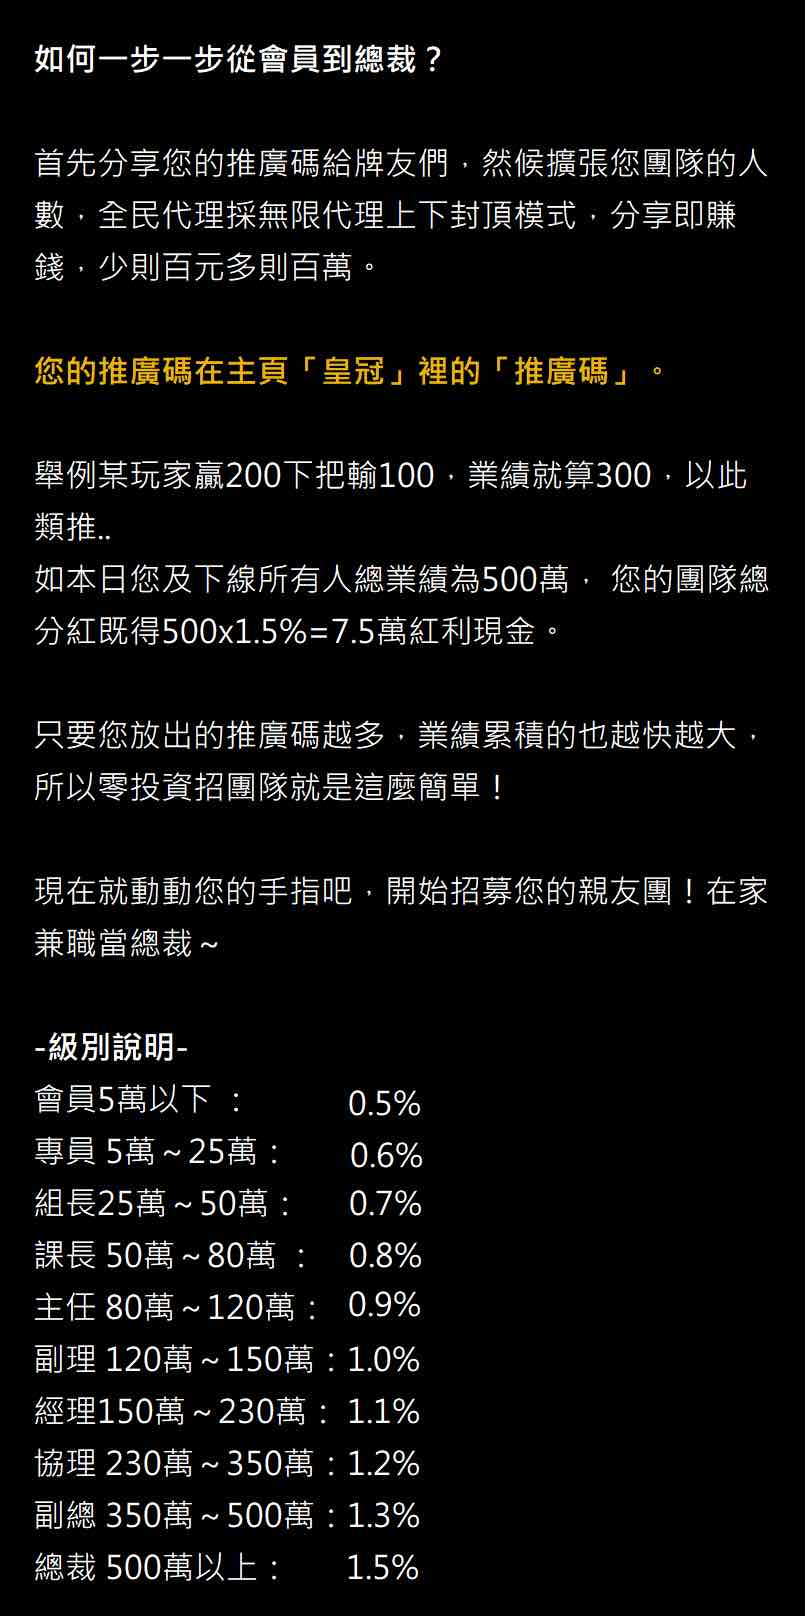 如何一步一步從會員到總裁？
首先分享您的推廣碼給牌友們，然候擴張您團隊的人
數，全民代理採無限代理上下封頂模式，分享即賺
錢，少則百元多則百萬。
您的推廣碼在主頁「皇冠」裡的「推廣碼」。
舉例某玩家贏200下把輸100，業績就算300，以此
類推..
如本日您及下線所有人總業績為500萬， 您的團隊總
分紅既得500x1.5%=7.5萬紅利現金。
只要您放出的推廣碼越多，業績累積的也越快越大，
所以零投資招團隊就是這麼簡單！
現在就動動您的手指吧，開始招募您的親友團！在家
兼職當總裁～
-級別說明-
會員5萬以下 ： 0.5%
專員 5萬～25萬： 0.6%
組長25萬～50萬： 0.7%
課長 50萬～80萬 ： 0.8%
主任 80萬～120萬： 0.9%
副理 120萬～150萬：1.0%
經理150萬～230萬： 1.1%
協理 230萬～350萬：1.2%
副總 350萬～500萬：1.3%
總裁 500萬以上： 1.5%